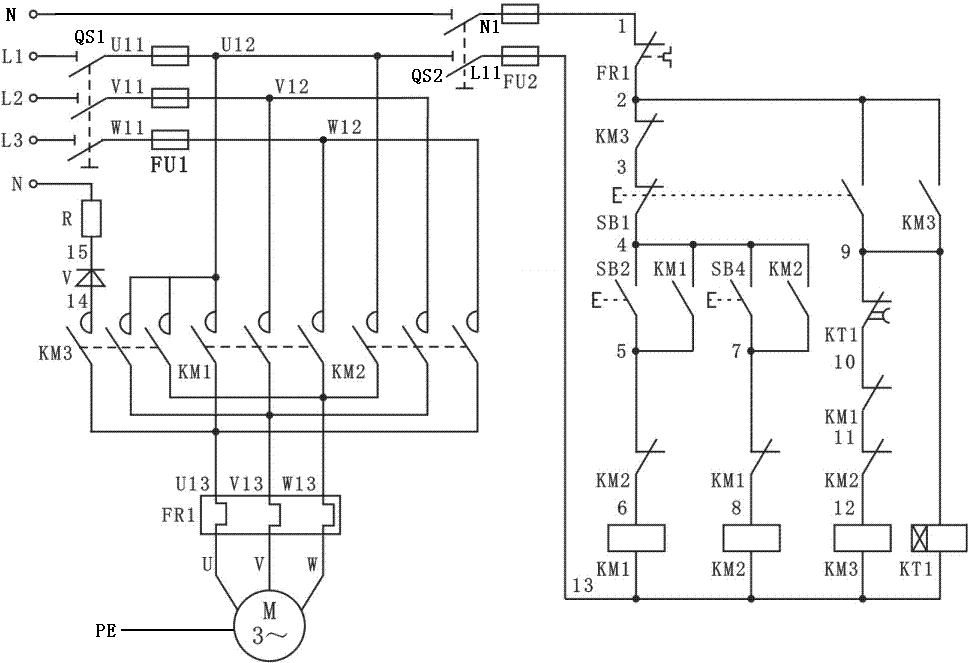 N N1 1
QS1 U11 U12
L1 QS2 L11 FU2 FR1
L2 V11 V12 2
L3 W11 W12 KM3
FU1 3
N
R SB1 KM3
15 4 9
V SB2 KM1 SB4 KM2
14
KM3 KM1 KM2 5 7 KT1
10
KM1
11
KM2 KM1 KM2
U13 V13 W13 6 8 12
FR1
U V W KM1 KM2 KM3 KT1
13
M
3～
PE